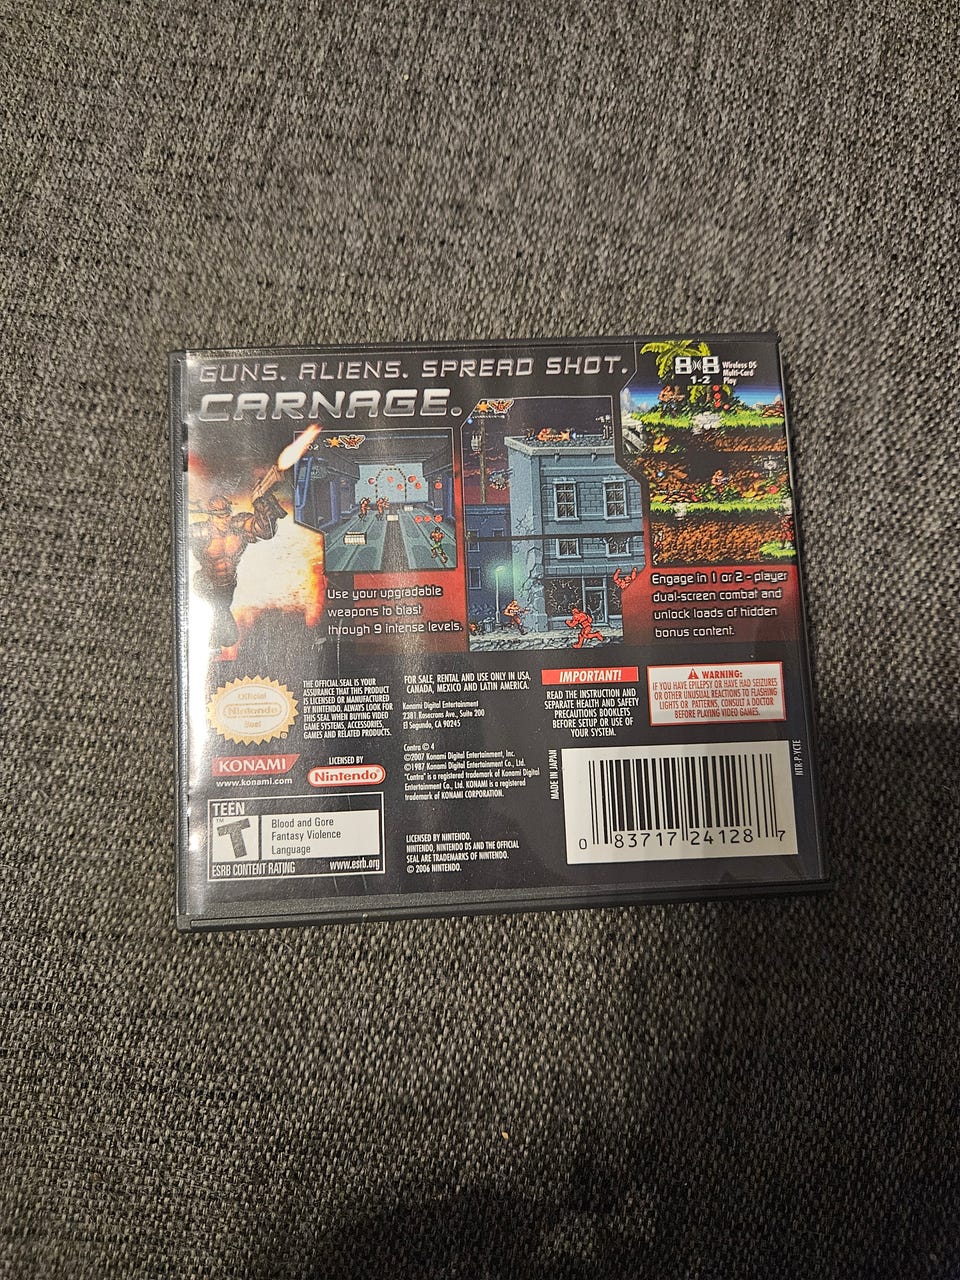 GUNS. ALIENS. SPREAD SHOT.
CARNAGE.
Wireless DS
Multi-Card
Play
1-2
Use your upgradable
weapons to blast
through 9 intense levels.
Engage in 1 or 2-player
dual-screen combat and
unlock loads of hidden
bonus content.
Official
Nintendo
Seal
THE OFFICIAL SEAL IS YOUR
ASSURANCE THAT THIS PRODUCT
IS LICENSED OR MANUFACTURED
BY NINTENDO. ALWAYS LOOK FOR
THIS SEAL WHEN BUYING VIDEO
GAME SYSTEMS, ACCESSORIES,
GAMES AND RELATED PRODUCTS.
KONAMI
www.konami.com
LICENSED BY
Nintendo®
TEEN
T
TM
Blood and Gore
Fantasy Violence
Language
ESRB CONTENT RATING
www.esrb.org
FOR SALE, RENTAL AND USE ONLY IN USA,
CANADA, MEXICO AND LATIN AMERICA.
Konami Digital Entertainment
2381 Rosecrans Ave., Suite 200
El Segundo, CA 90245
Contra © 4
©2007 Konami Digital Entertainment, Inc.
©1987 Konami Digital Entertainment Co., Ltd.
"Contra" is a registered trademark of Konami Digital
Entertainment Co., Ltd. KONAMI is a registered
trademark of KONAMI CORPORATION.
LICENSED BY NINTENDO.
NINTENDO, NINTENDO DS AND THE OFFICIAL
SEAL ARE TRADEMARKS OF NINTENDO.
© 2006 NINTENDO.
IMPORTANT!
READ THE INSTRUCTION AND
SEPARATE HEALTH AND SAFETY
PRECAUTIONS BOOKLETS
BEFORE SETUP OR USE OF
YOUR SYSTEM.
WARNING:
IF YOU HAVE EPILEPSY OR HAVE HAD SEIZURES
OR OTHER UNUSUAL REACTIONS TO FLASHING
LIGHTS OR PATTERNS, CONSULT A DOCTOR
BEFORE PLAYING VIDEO GAMES.
MADE IN JAPAN
NTR-P-YCTE
0 83717 24128 7